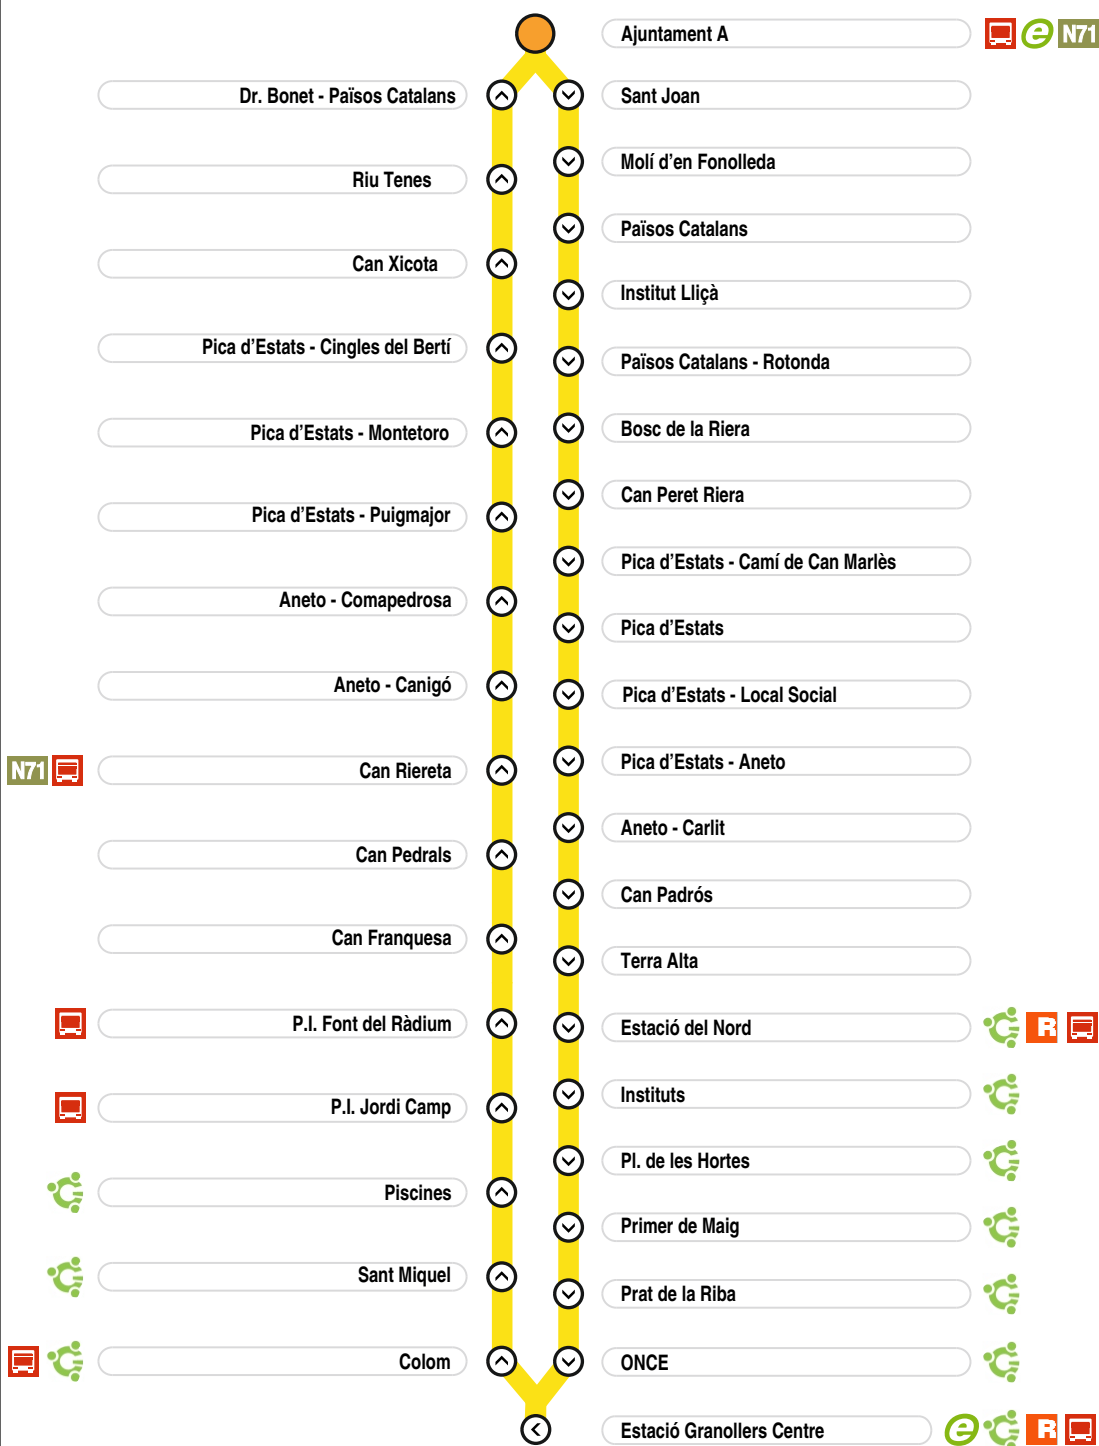 Ajuntament A
e N71
Dr. Bonet - Països Catalans
Sant Joan
Molí d'en Fonolleda
Riu Tenes
Països Catalans
Can Xicota
Institut Lliçà
Pica d'Estats - Cingles del Bertí
Països Catalans - Rotonda
Pica d'Estats - Montetoro
Bosc de la Riera
Can Peret Riera
Pica d'Estats - Puigmajor
Pica d'Estats - Camí de Can Marlès
Aneto - Comapedrosa
Pica d'Estats
Aneto - Canigó
Pica d'Estats - Local Social
N71
Can Riereta
Pica d'Estats - Aneto
Aneto - Carlit
Can Pedrals
Can Padrós
Can Franquesa
Terra Alta
P.I. Font del Ràdium
Estació del Nord
R
Instituts
P.I. Jordi Camp
Pl. de les Hortes
Piscines
Primer de Maig
Sant Miquel
Prat de la Riba
Colom
ONCE
Estació Granollers Centre
e R